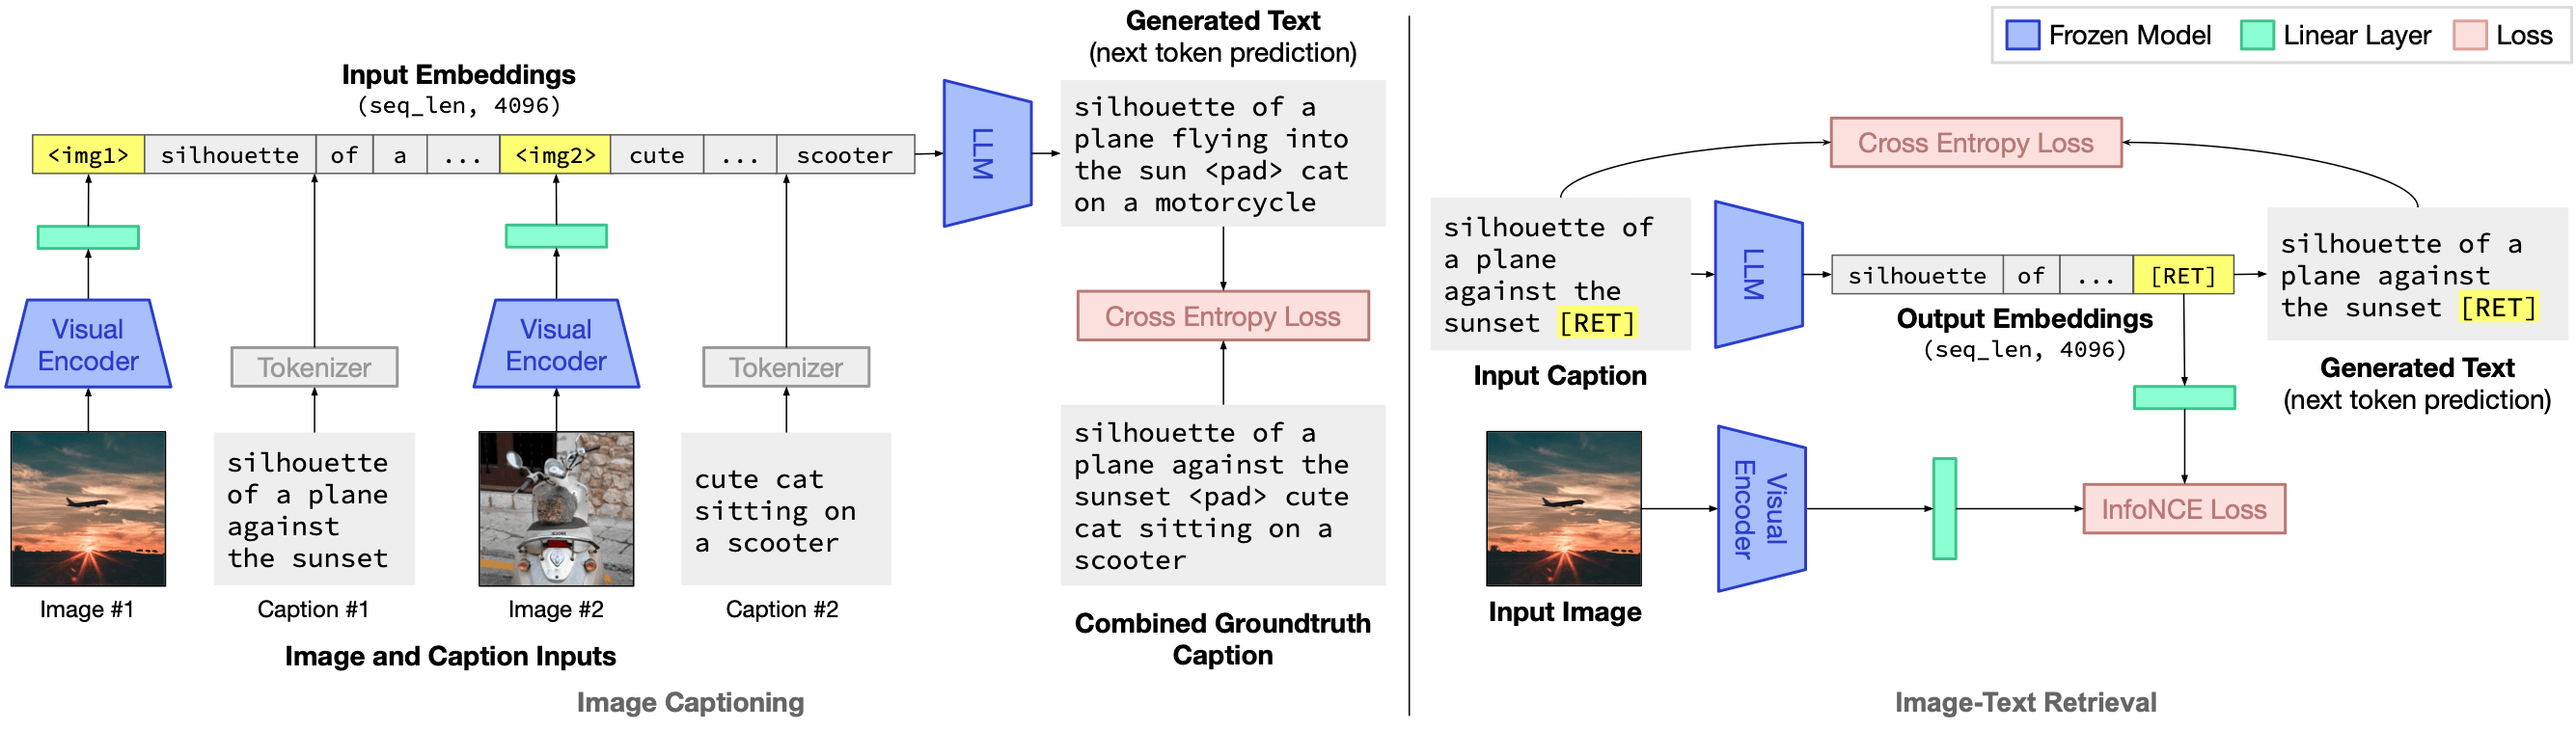 Input Embeddings
(seq_len, 4096)
<img1> silhouette of a ... <img2> cute ... scooter
LLM
Generated Text
(next token prediction)
silhouette of a
plane flying into
the sun <pad> cat
on a motorcycle
Visual
Encoder
Tokenizer
Visual
Encoder
Tokenizer
Cross Entropy Loss
silhouette
of a plane
against
the sunset
cute cat
sitting on
a scooter
silhouette of a
plane against the
sunset <pad> cute
cat sitting on a
scooter
Image #1
Caption #1
Image #2
Caption #2
Image and Caption Inputs
Combined Groundtruth
Caption
Image Captioning
Frozen Model
Linear Layer
Loss
Cross Entropy Loss
silhouette of
a plane
against the
sunset [RET]
Input Caption
LLM
silhouette of ... [RET]
Output Embeddings
(seq_len, 4096)
silhouette of a
plane against
the sunset [RET]
Generated Text
(next token prediction)
Visual
Encoder
InfoNCE Loss
Input Image
Image-Text Retrieval